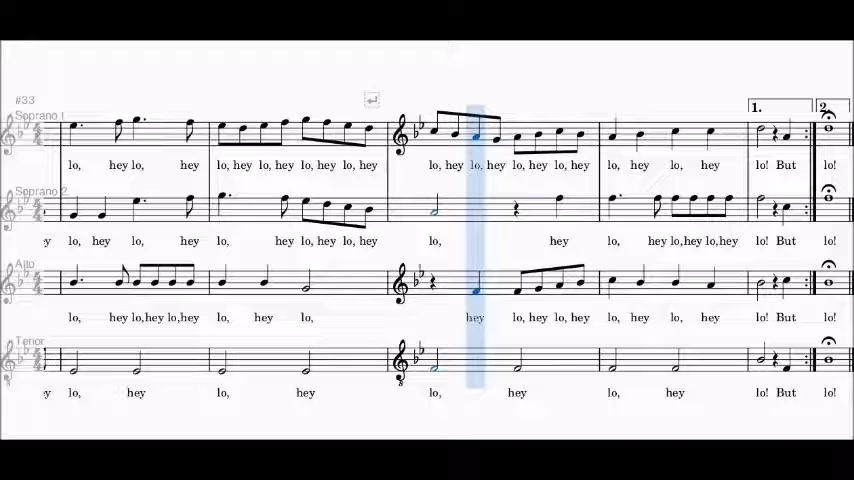 #33
1. 2.
Soprano 1
lo, hey lo, hey lo, hey lo, hey lo, hey lo, hey lo, hey lo, hey lo, hey lo, hey lo, hey lo, hey lo! But lo!
Soprano 2
y lo, hey lo, hey lo, hey lo, hey lo, hey lo, hey lo, hey lo, hey lo, hey lo! But lo!
Alto
lo, hey lo, hey lo, hey lo, hey lo, hey lo, hey lo, hey lo, hey lo, hey lo! But lo!
Tenor
y lo, hey lo, hey lo, hey lo, hey lo! But lo!